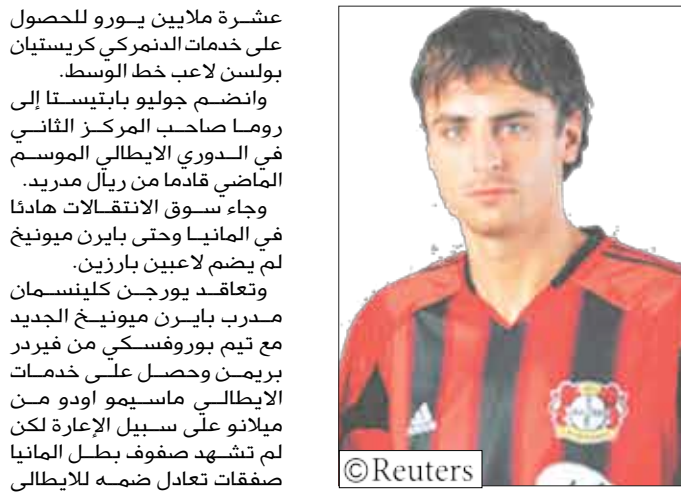 عشرة ملايين يورو للحصول
على خدمات الدنمركي كريستيان
بولسن لاعب خط الوسط.
وانضم جوليو بابتيستا إلى
روما صاحب المركز الثاني
في الدوري الايطالي الموسم
الماضي قادما من ريال مدريد.
وجاء سوق الانتقالات هادئا
في المانيا وحتى بايرن ميونيخ
لم يضم لاعبين بارزين.
وتعاقد يورجن كلينسمان
مدرب بايرن ميونيخ الجديد
مع تيم بوروفسكي من فيردر
بريمن وحصل على خدمات
الايطالي ماسيمو اودو من
ميلانو على سبيل الإعارة لكن
لم تشهد صفوف بطل المانيا
صفقات تعادل ضمه للايطالي
©Reuters
adidas